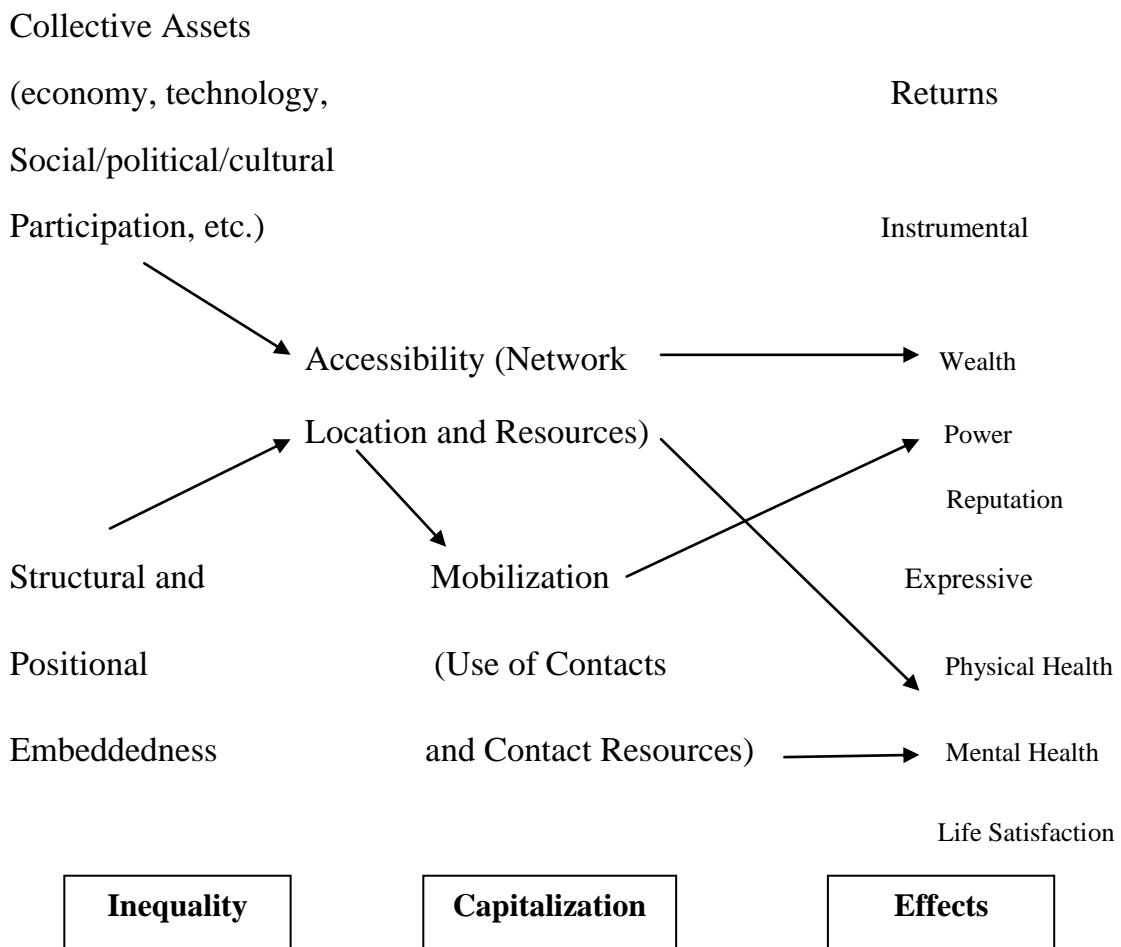 Collective Assets
(economy, technology,
Returns
Social/political/cultural
Participation, etc.)
Instrumental
Accessibility (Network
Wealth
Location and Resources)
Power
Reputation
Structural and
Mobilization
Expressive
Positional
(Use of Contacts
Physical Health
Embeddedness
and Contact Resources)
Mental Health
Life Satisfaction
Inequality
Capitalization
Effects